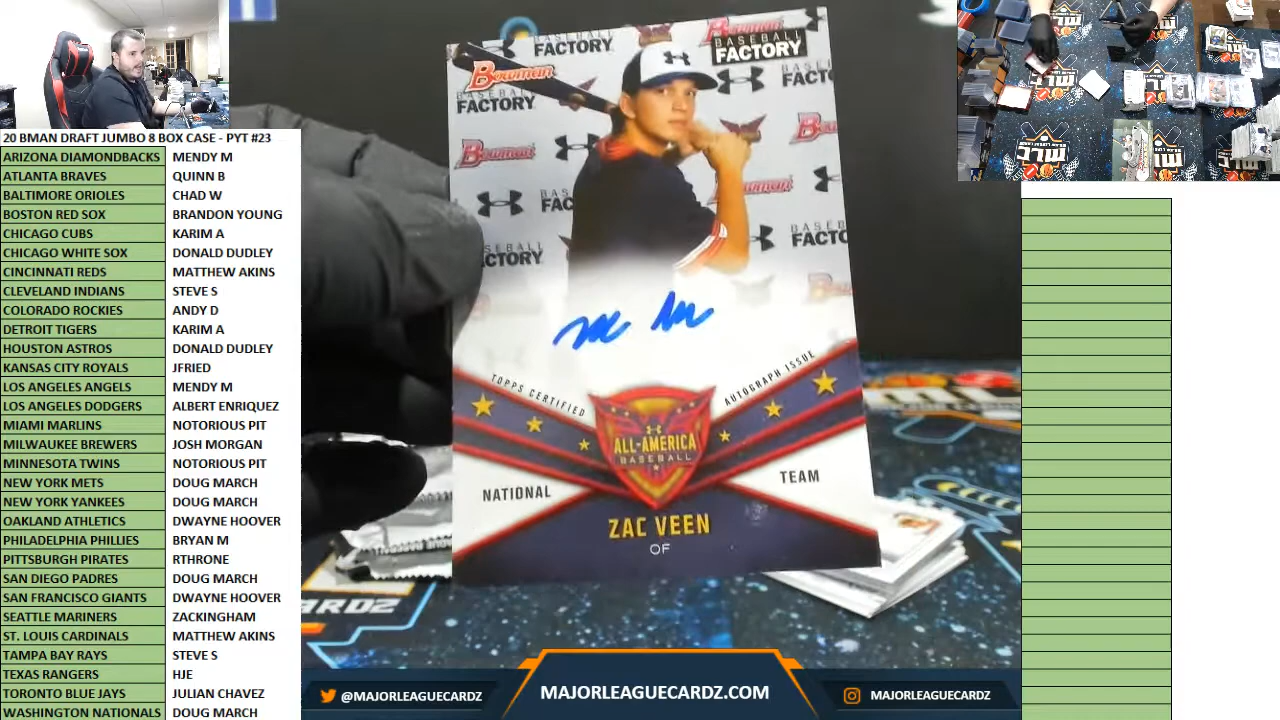 20 BMAN DRAFT JUMBO 8 BOX CASE - PYT #23
ARIZONA DIAMONDBACKS MENDY M
ATLANTA BRAVES QUINN B
BALTIMORE ORIOLES CHAD W
BOSTON RED SOX BRANDON YOUNG
CHICAGO CUBS KARIM A
CHICAGO WHITE SOX DONALD DUDLEY
CINCINNATI REDS MATTHEW AKINS
CLEVELAND INDIANS STEVE S
COLORADO ROCKIES ANDY D
DETROIT TIGERS KARIM A
HOUSTON ASTROS DONALD DUDLEY
KANSAS CITY ROYALS JFRIED
LOS ANGELES ANGELS MENDY M
LOS ANGELES DODGERS ALBERT ENRIQUEZ
MIAMI MARLINS NOTORIOUS PIT
MILWAUKEE BREWERS JOSH MORGAN
MINNESOTA TWINS NOTORIOUS PIT
NEW YORK METS DOUG MARCH
NEW YORK YANKEES DOUG MARCH
OAKLAND ATHLETICS DWAYNE HOOVER
PHILADELPHIA PHILLIES BRYAN M
PITTSBURGH PIRATES RTHRONE
SAN DIEGO PADRES DOUG MARCH
SAN FRANCISCO GIANTS DWAYNE HOOVER
SEATTLE MARINERS ZACKINGHAM
ST. LOUIS CARDINALS MATTHEW AKINS
TAMPA BAY RAYS STEVE S
TEXAS RANGERS HJE
TORONTO BLUE JAYS JULIAN CHAVEZ
WASHINGTON NATIONALS DOUG MARCH
BASEBALL FACTORY
Bowman
BASEBALL FACTORY
Bowman
FACTORY
Bowman
FACTORY
Bowman
TOPPS CERTIFIED AUTOGRAPH ISSUE
ALL-AMERICA
BASEBALL
NATIONAL TEAM
ZAC VEEN
OF
@MAJORLEAGUECARDZ
MAJORLEAGUECARDZ.COM
MAJORLEAGUECARDZ